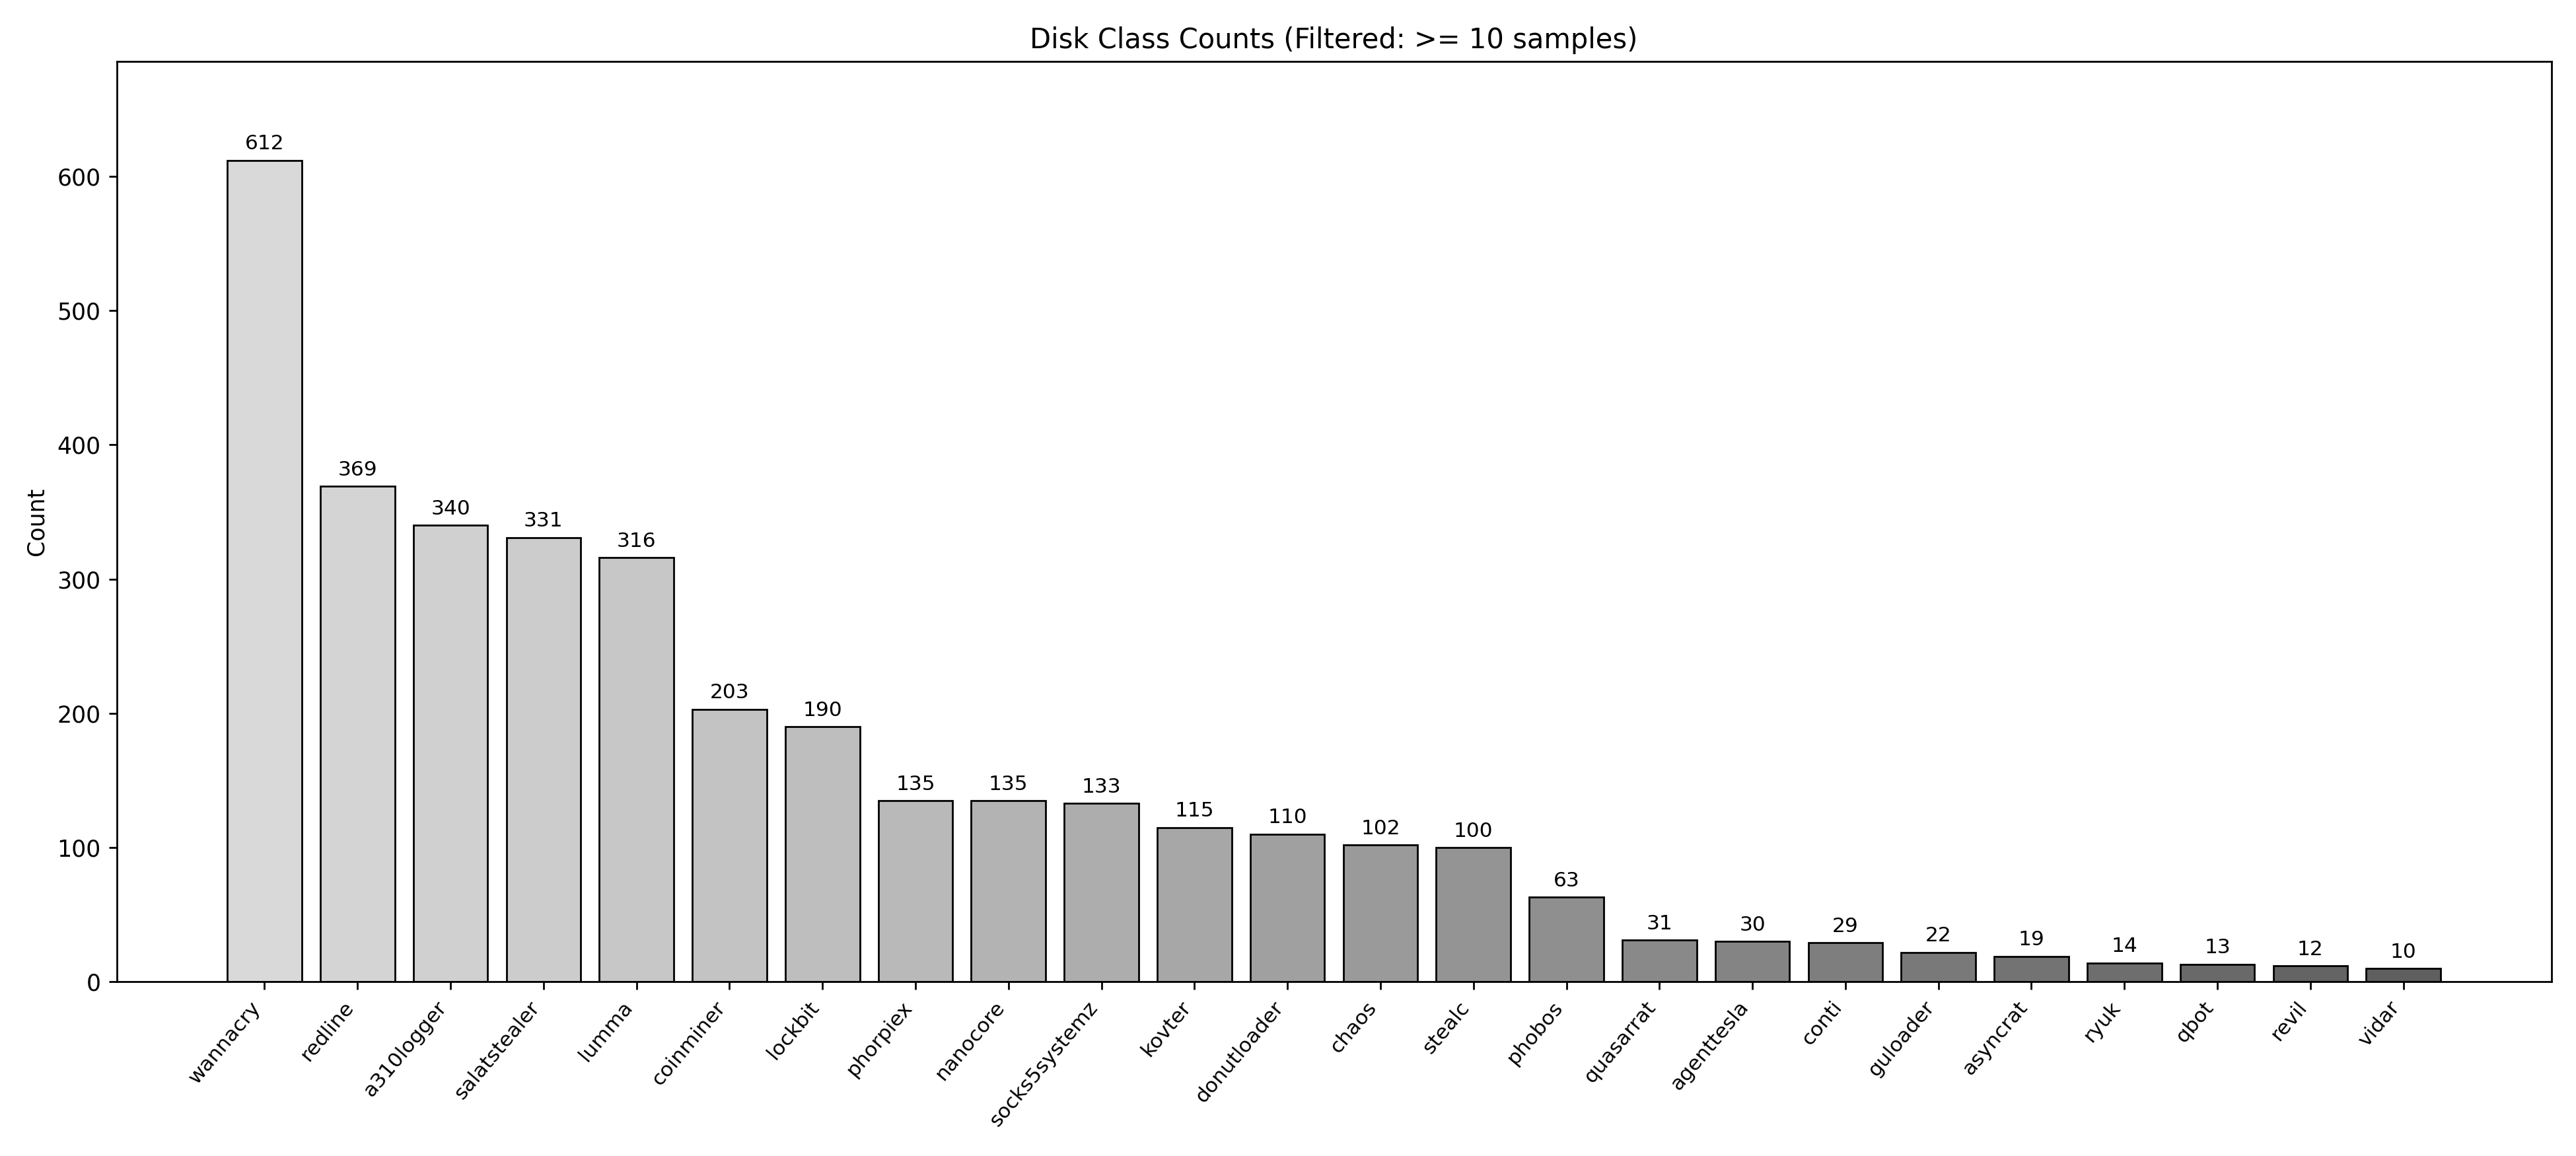 Disk Class Counts (Filtered: >= 10 samples)
Count
600
500
400
300
200
100
0
612
369
340
331
316
203
190
135
135
133
115
110
102
100
63
31
30
29
22
19
14
13
12
10
wannacry
redline
a310logger
salatstealer
lumma
coinminer
lockbit
phorpiex
nanocore
socks5systemz
kovter
donutloader
chaos
stealc
phobos
quasarrat
agenttesla
conti
guloader
asyncrat
ryuk
qbot
revil
vidar